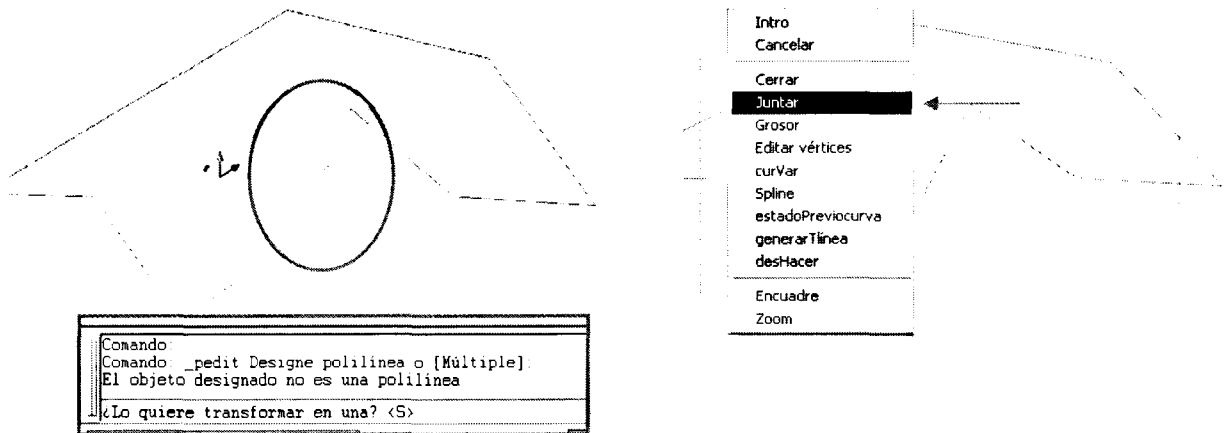 Comando:
Comando: _pedit Designe polilínea o [Múltiple]:
El objeto designado no es una polilínea
¿Lo quiere transformar en una? <S>
Intro
Cancelar
Cerrar
Juntar
Grosor
Editar vértices
curVar
Spline
estadoPreviocurva
generarTlínea
desHacer
Encuadre
Zoom